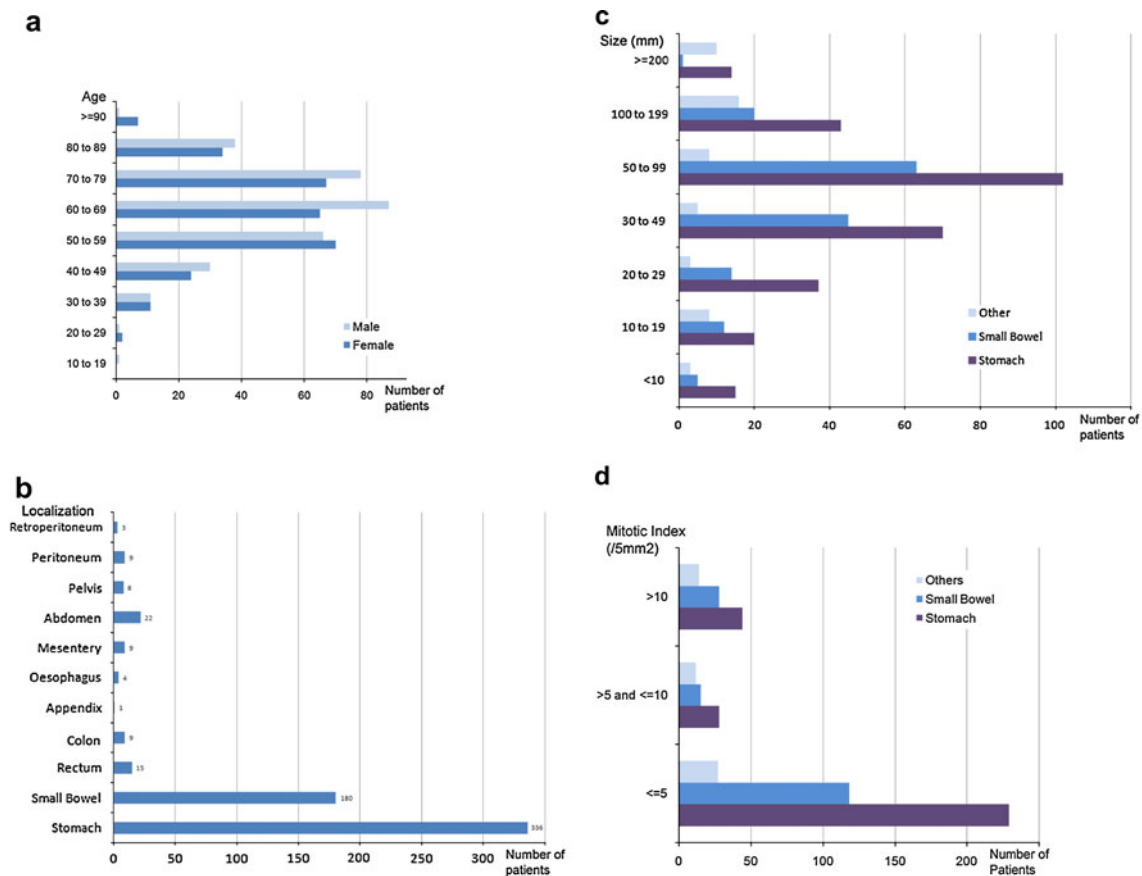 a
Age
>=90
80 to 89
70 to 79
60 to 69
50 to 59
40 to 49
30 to 39
20 to 29
10 to 19
Male
Female
0 20 40 60 80
Number of
patients
b
Localization
Retroperitoneum 3
Peritoneum 9
Pelvis 8
Abdomen 22
Mesentery 9
Oesophagus 4
Appendix 1
Colon 9
Rectum 15
Small Bowel 180
Stomach 336
0 50 100 150 200 250 300
Number of
patients
c
Size (mm)
>=200
100 to 199
50 to 99
30 to 49
20 to 29
10 to 19
<10
Other
Small Bowel
Stomach
0 20 40 60 80 100
Number of
patients
d
Mitotic Index
(/5mm2)
>10
>5 and <=10
<=5
Others
Small Bowel
Stomach
0 50 100 150 200
Number of
Patients